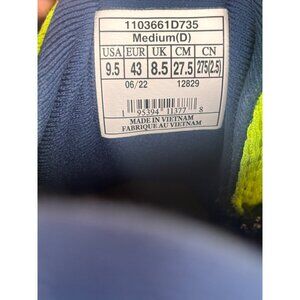 1103661D735
Medium(D)
USA EUR UK CM CN
9.5 43 8.5 27.5 275(2.5)
06/22 12829
1 95394 11377 8
MADE IN VIETNAM
FABRIQUÉ AU VIETNAM